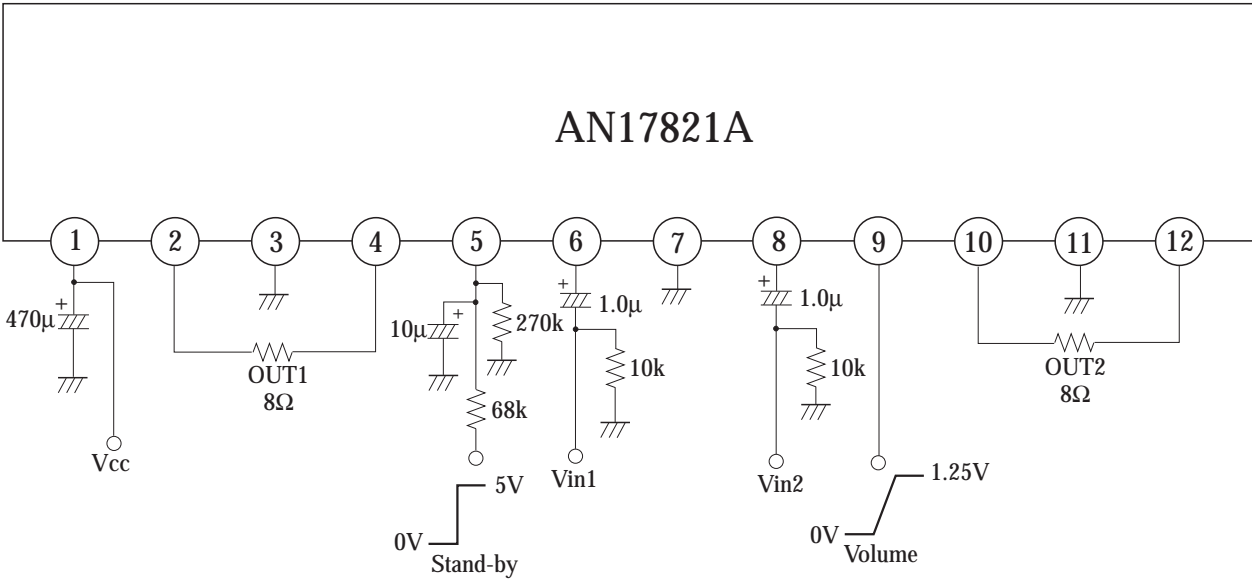 AN17821A
1 2 3 4 5 6 7 8 9 10 11 12
+
470µ
Vcc
OUT1
8Ω
10µ
+
270k
68k
5V
0V
Stand-by
+
1.0µ
10k
Vin1
+
1.0µ
10k
Vin2
1.25V
0V
Volume
OUT2
8Ω